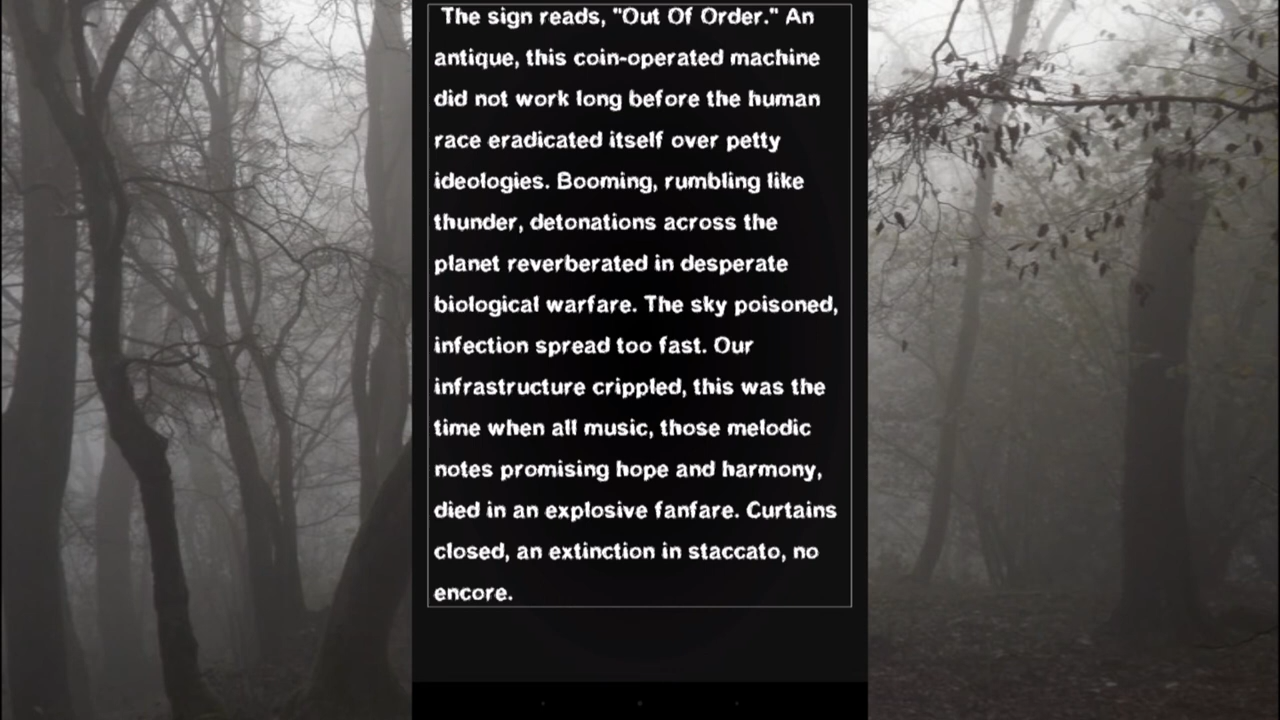 The sign reads, "Out Of Order." An
antique, this coin-operated machine
did not work long before the human
race eradicated itself over petty
ideologies. Booming, rumbling like
thunder, detonations across the
planet reverberated in desperate
biological warfare. The sky poisoned,
infection spread too fast. Our
infrastructure crippled, this was the
time when all music, those melodic
notes promising hope and harmony,
died in an explosive fanfare. Curtains
closed, an extinction in staccato, no
encore.